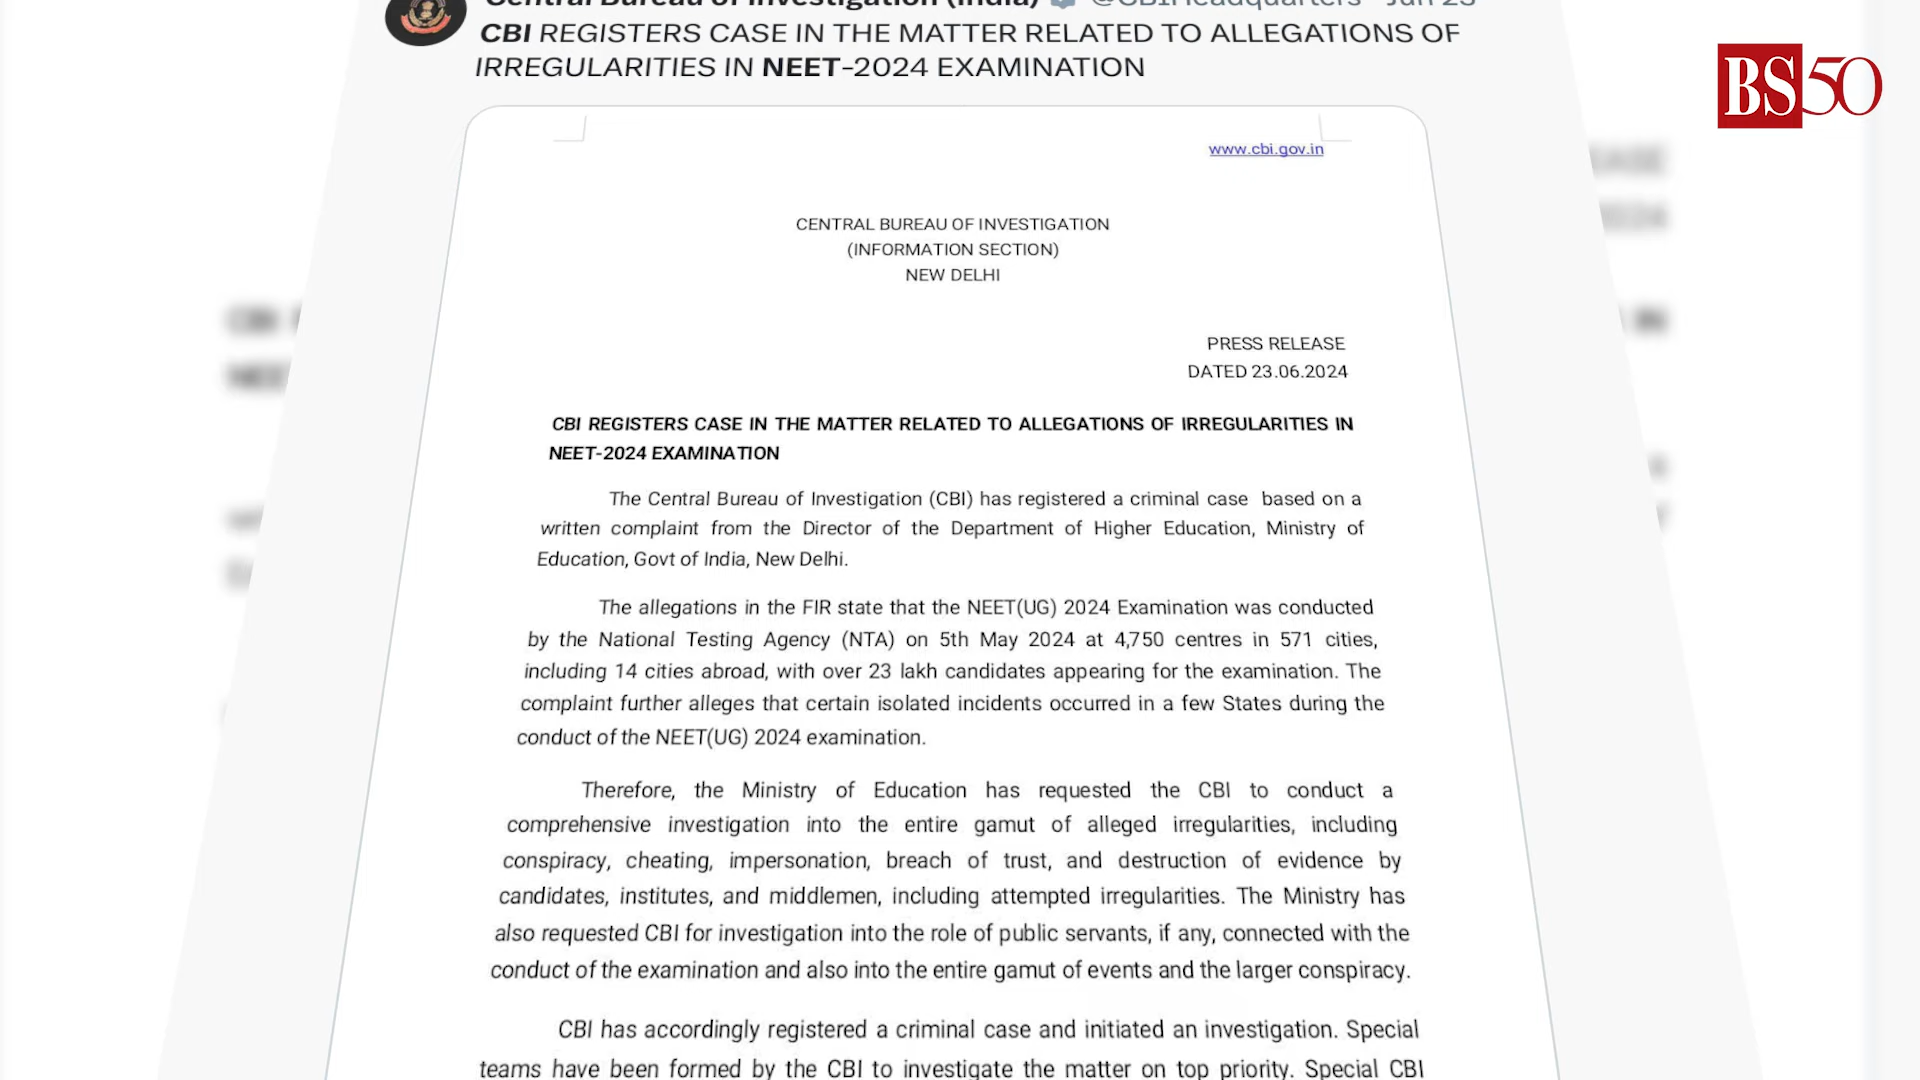 Central Bureau of Investigation (India) @CBIHeadquarters · Jun 23
CBI REGISTERS CASE IN THE MATTER RELATED TO ALLEGATIONS OF
IRREGULARITIES IN NEET-2024 EXAMINATION
BS50
www.cbi.gov.in
CENTRAL BUREAU OF INVESTIGATION
(INFORMATION SECTION)
NEW DELHI
PRESS RELEASE
DATED 23.06.2024
CBI REGISTERS CASE IN THE MATTER RELATED TO ALLEGATIONS OF IRREGULARITIES IN
NEET-2024 EXAMINATION
The Central Bureau of Investigation (CBI) has registered a criminal case based on a
written complaint from the Director of the Department of Higher Education, Ministry of
Education, Govt of India, New Delhi.
The allegations in the FIR state that the NEET(UG) 2024 Examination was conducted
by the National Testing Agency (NTA) on 5th May 2024 at 4,750 centres in 571 cities,
including 14 cities abroad, with over 23 lakh candidates appearing for the examination. The
complaint further alleges that certain isolated incidents occurred in a few States during the
conduct of the NEET(UG) 2024 examination.
Therefore, the Ministry of Education has requested the CBI to conduct a
comprehensive investigation into the entire gamut of alleged irregularities, including
conspiracy, cheating, impersonation, breach of trust, and destruction of evidence by
candidates, institutes, and middlemen, including attempted irregularities. The Ministry has
also requested CBI for investigation into the role of public servants, if any, connected with the
conduct of the examination and also into the entire gamut of events and the larger conspiracy.
CBI has accordingly registered a criminal case and initiated an investigation. Special
teams have been formed by the CBI to investigate the matter on top priority. Special CBI